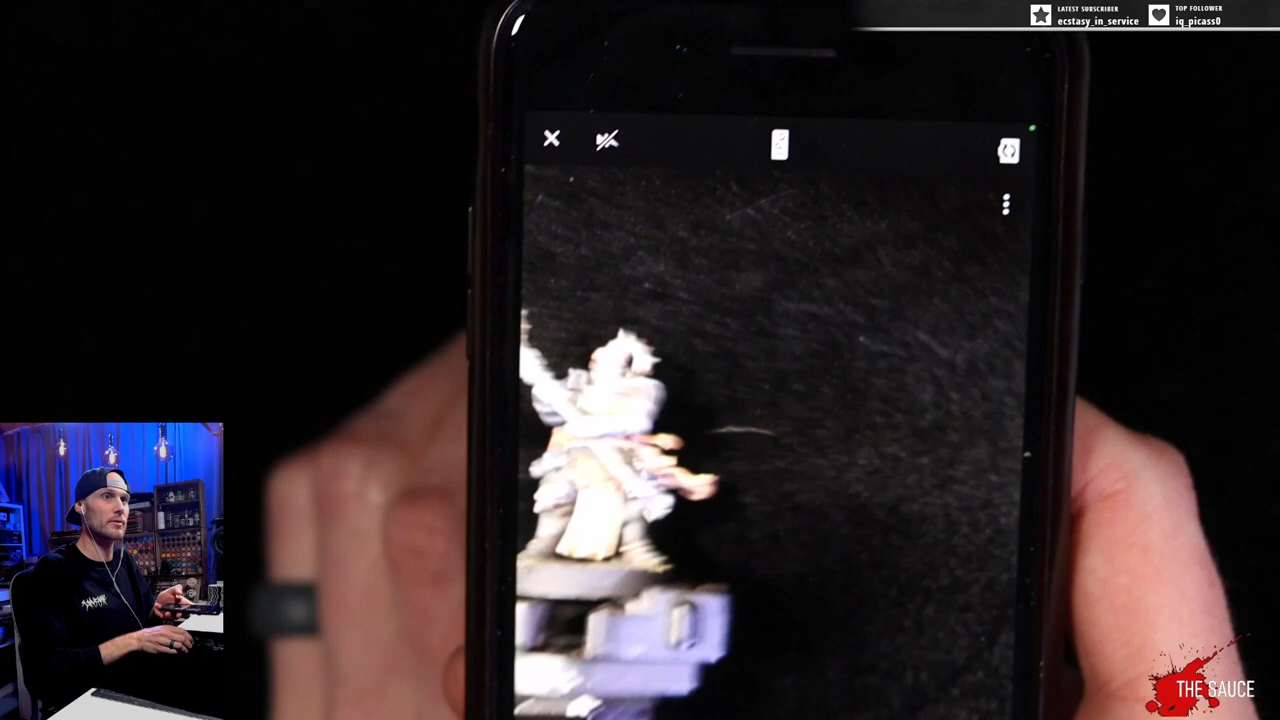 LATEST SUBSCRIBER
ecstasy_in_service
TOP FOLLOWER
iq_picass0
THE SAUCE